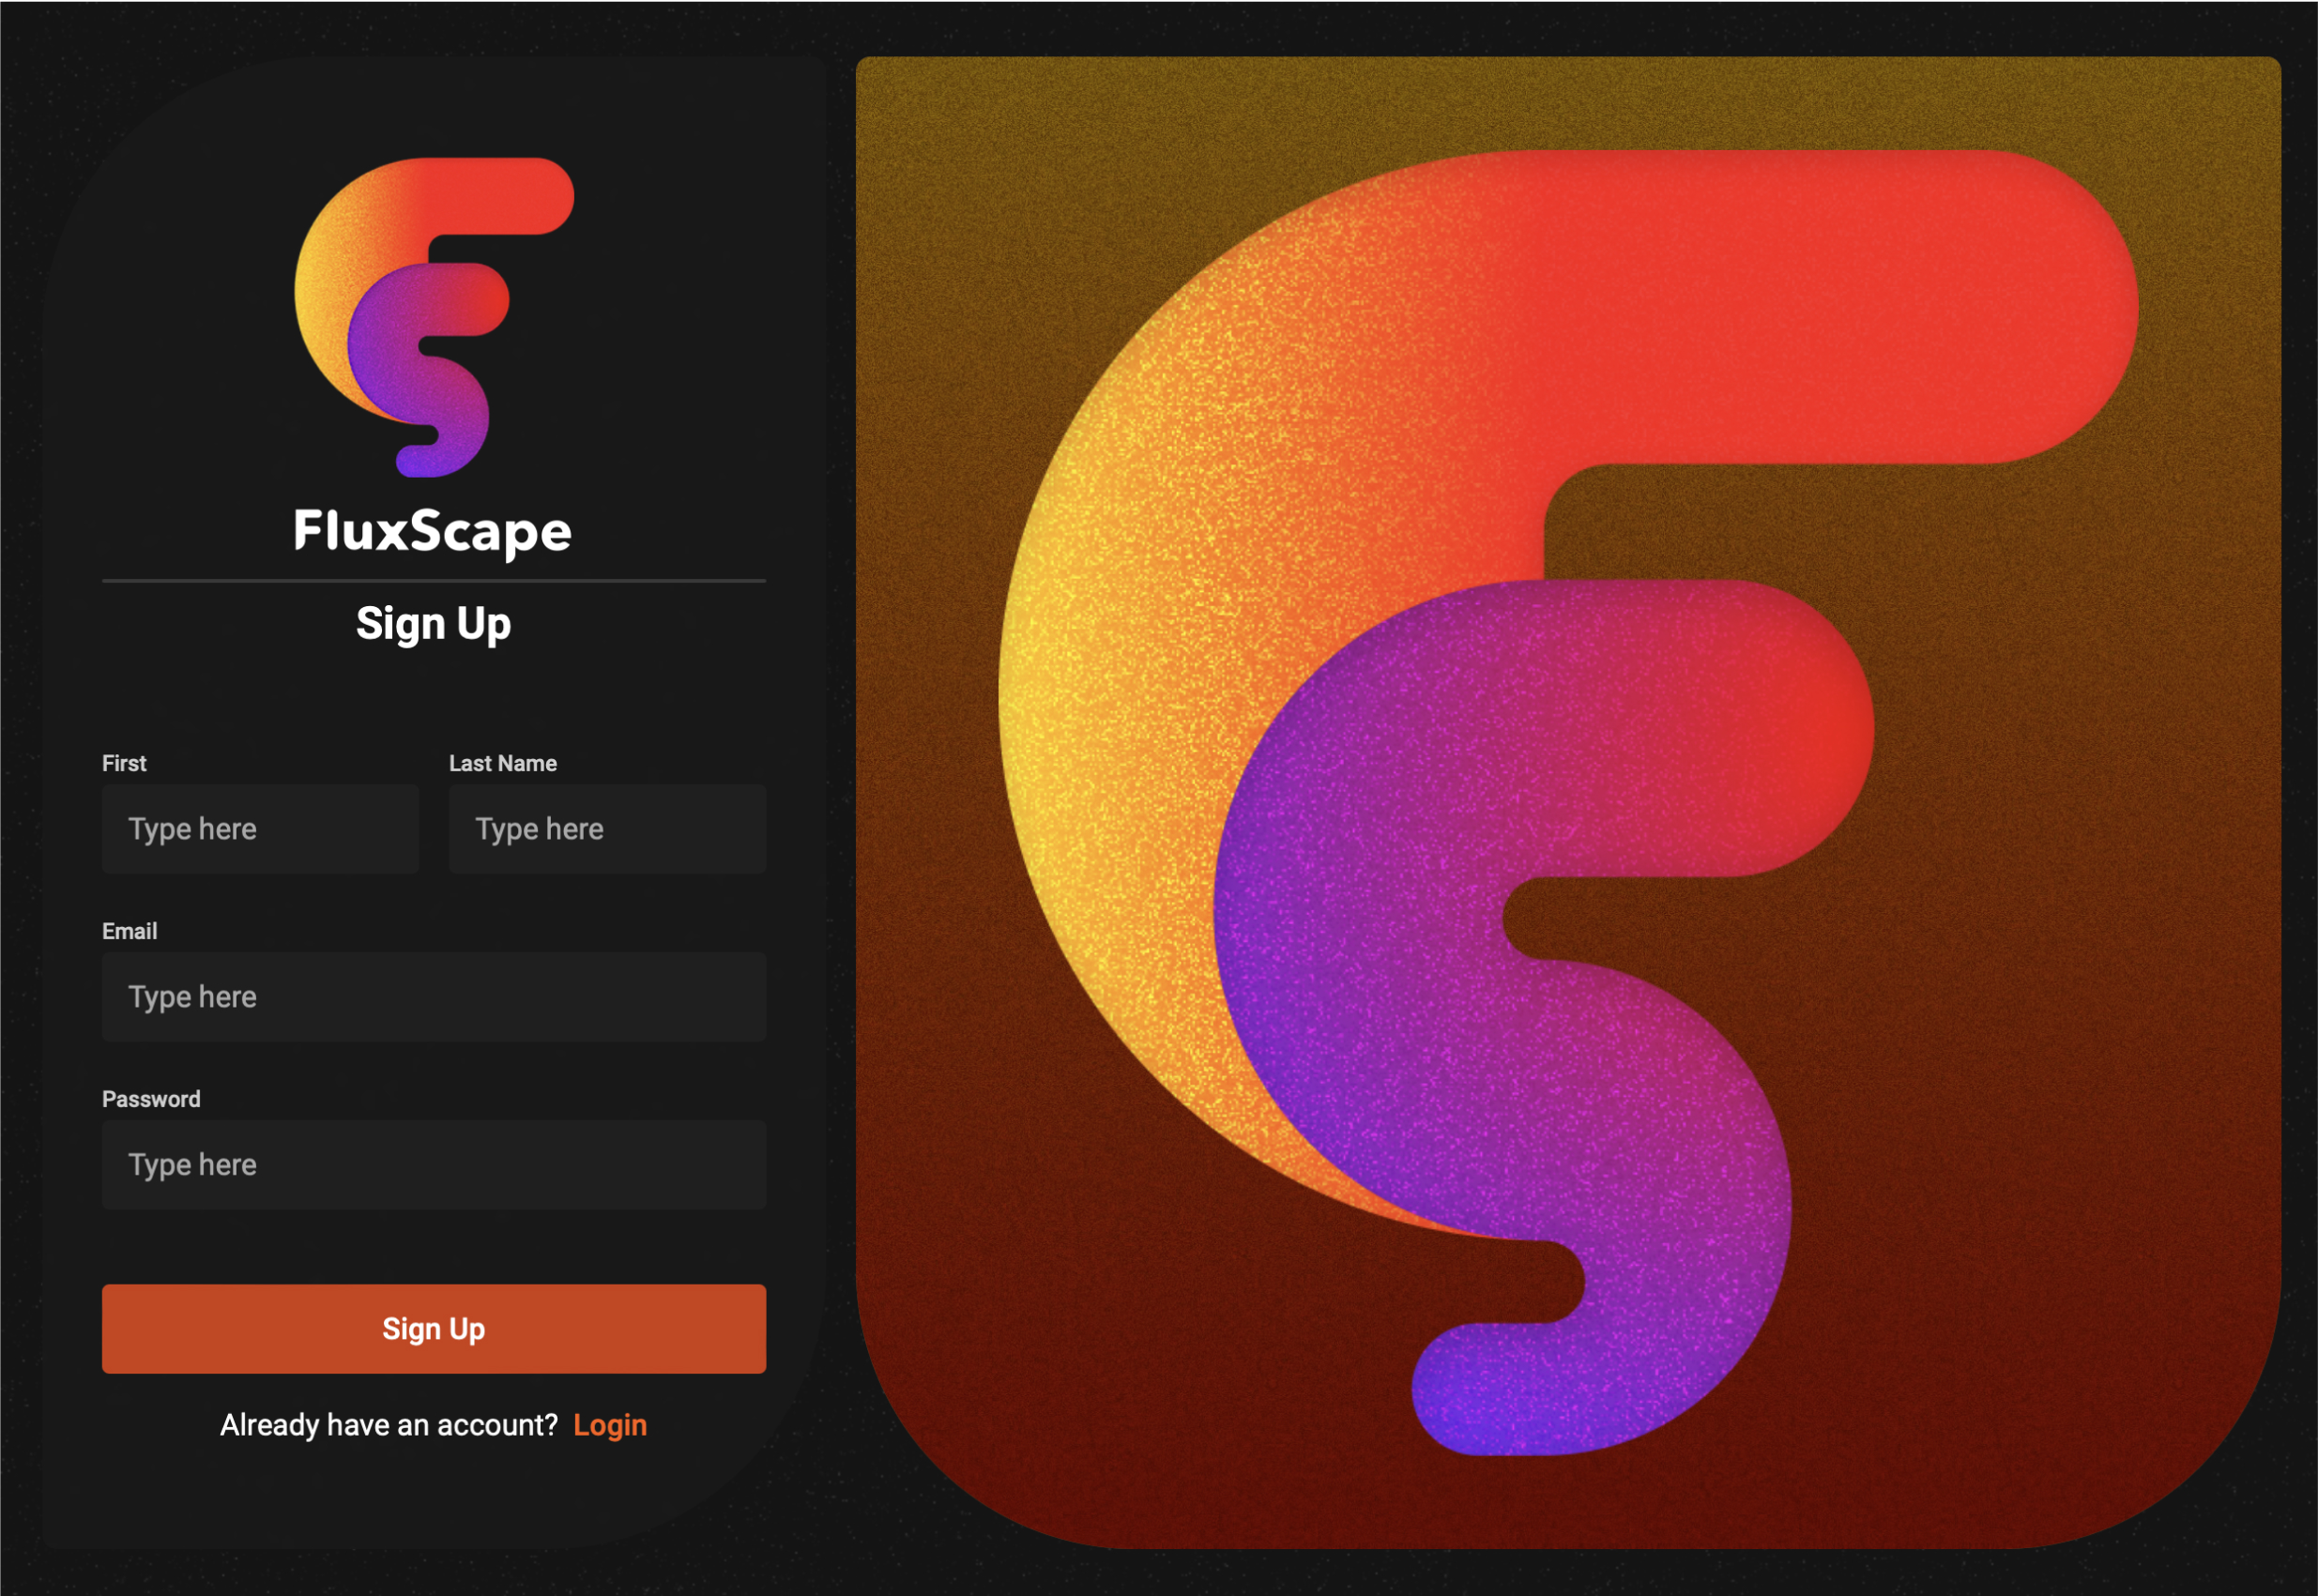 FluxScape
Sign Up
First
Last Name
Type here
Type here
Email
Type here
Password
Type here
Sign Up
Already have an account? Login